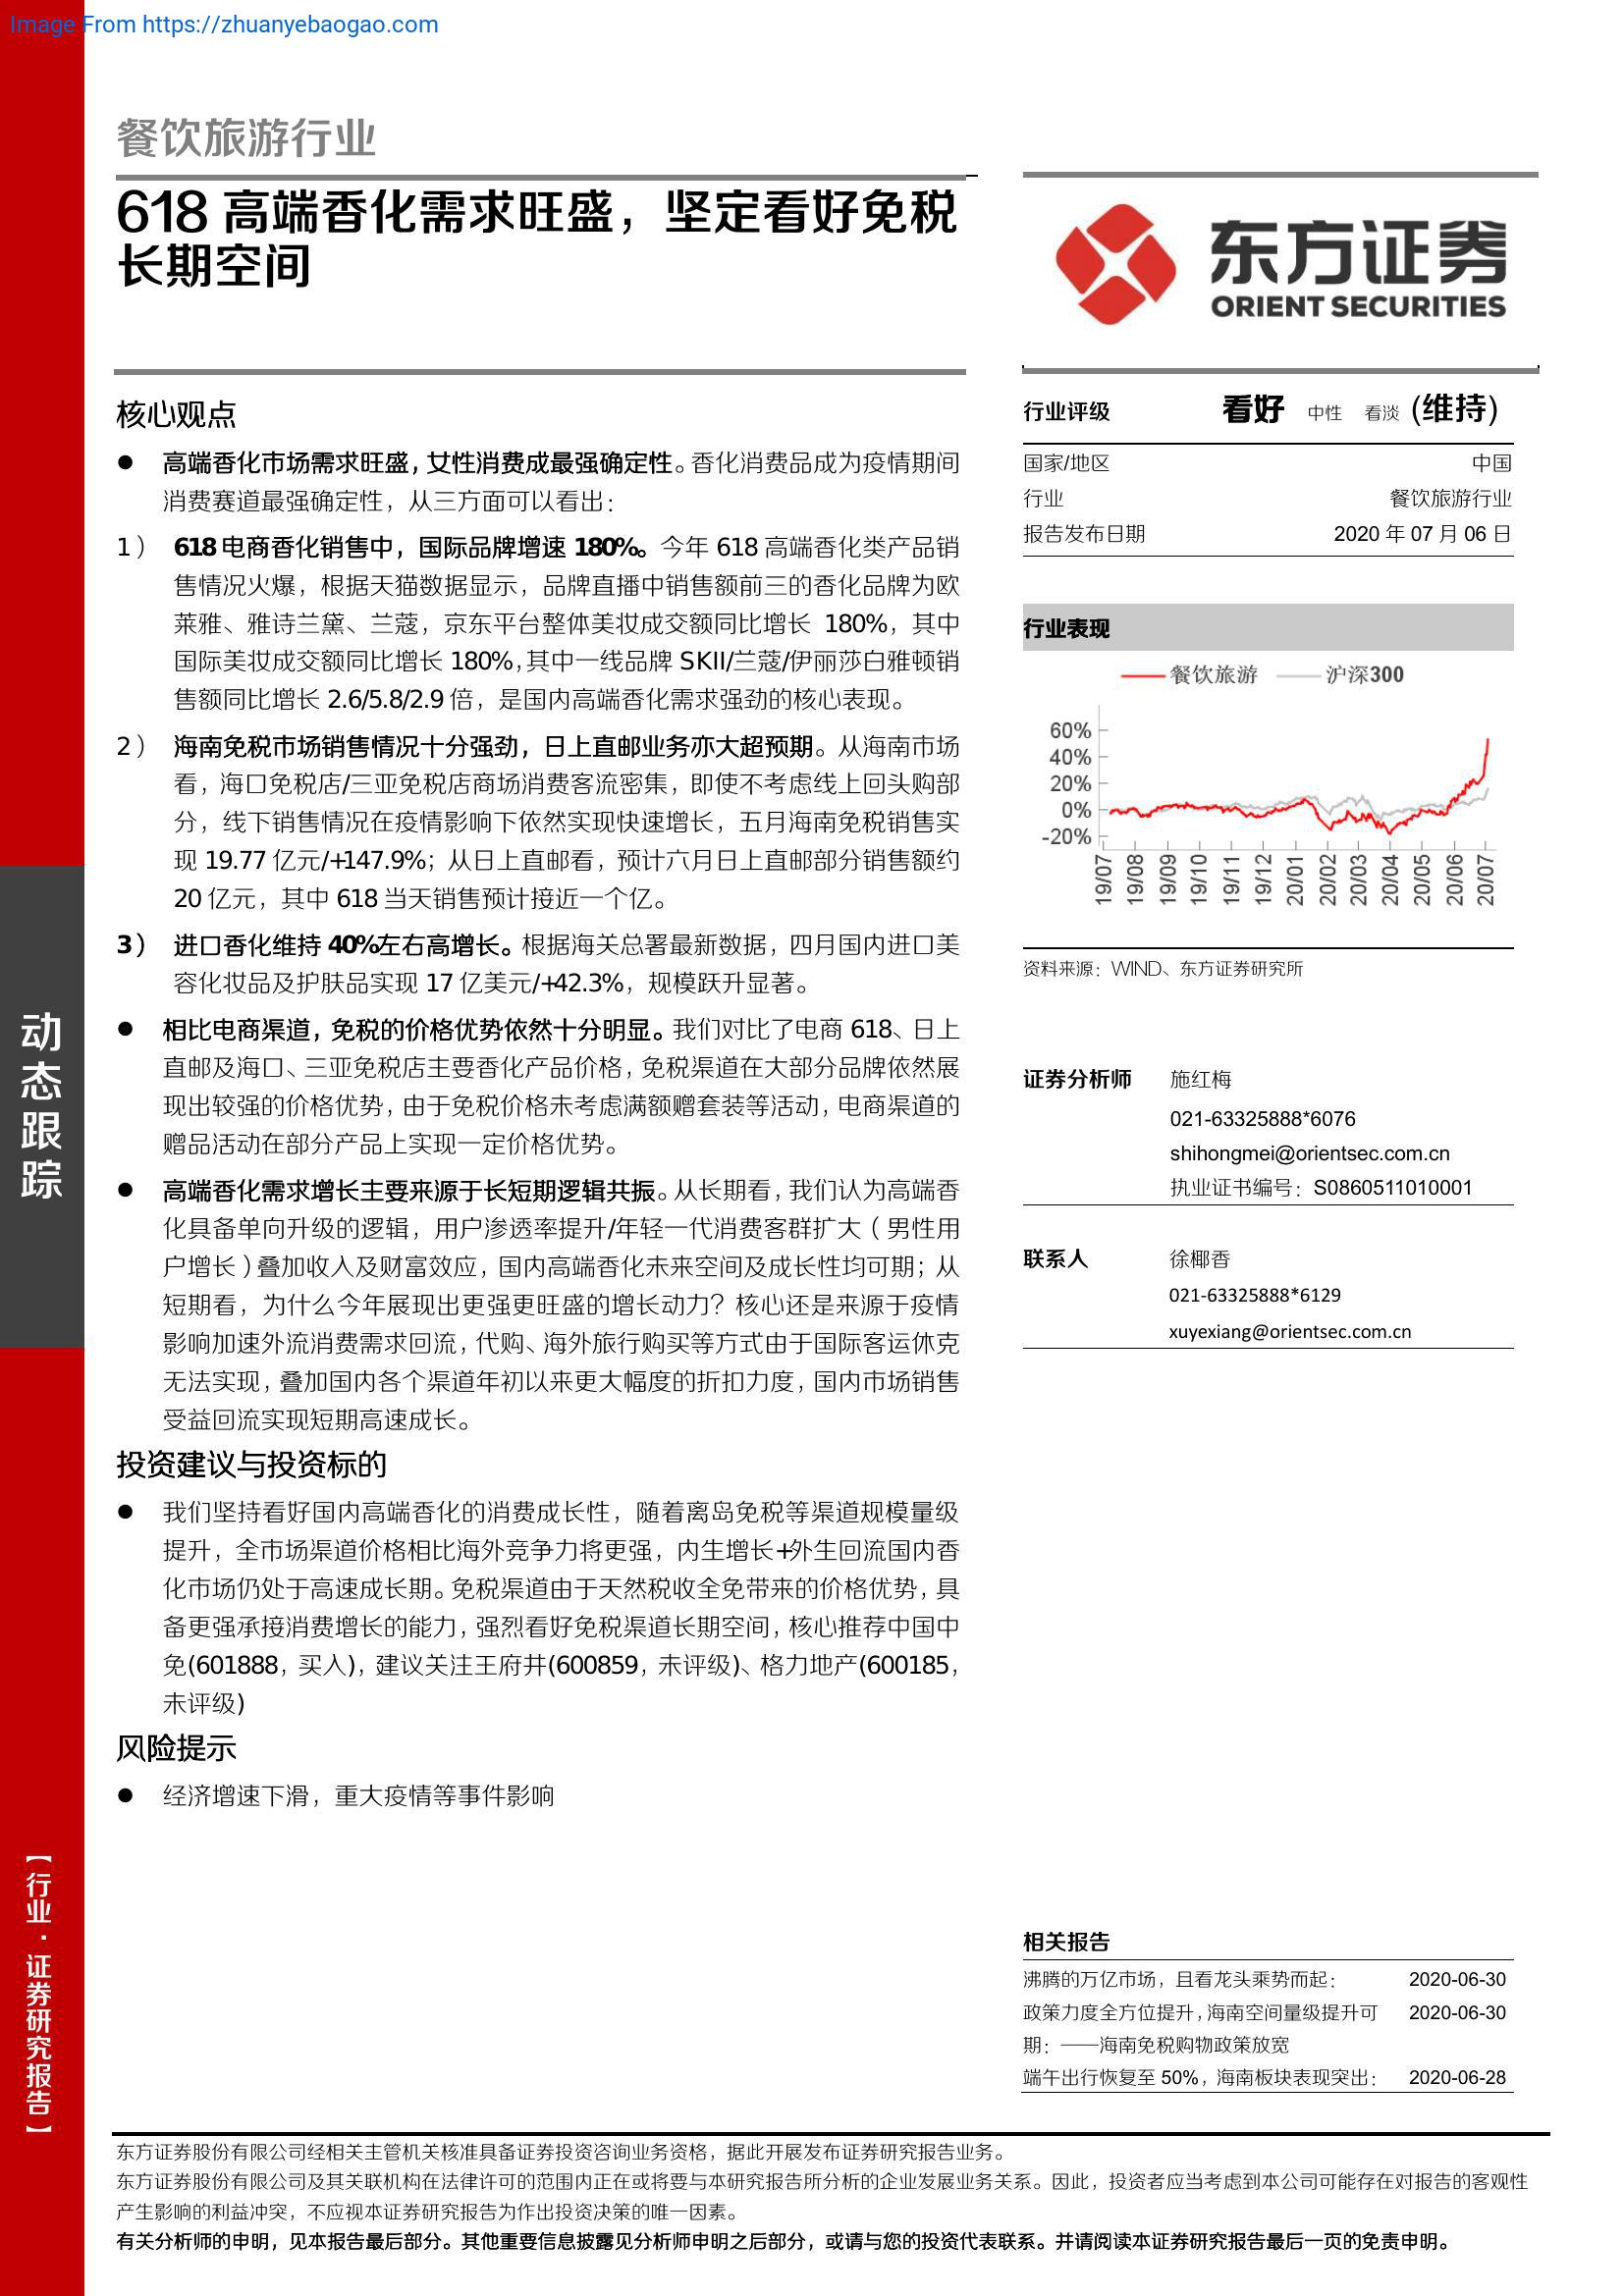 Image From https://zhuanyebaogao.com
餐饮旅游行业
618 高端香化需求旺盛，坚定看好免税
长期空间
东方证券
ORIENT SECURITIES
核心观点
● 高端香化市场需求旺盛，女性消费成最强确定性。香化消费品成为疫情期间
消费赛道最强确定性，从三方面可以看出：
1） 618 电商香化销售中，国际品牌增速 180%。今年 618 高端香化类产品销
售情况火爆，根据天猫数据显示，品牌直播中销售额前三的香化品牌为欧
莱雅、雅诗兰黛、兰蔻，京东平台整体美妆成交额同比增长 180%，其中
国际美妆成交额同比增长 180%，其中一线品牌 SKII/兰蔻/伊丽莎白雅顿销
售额同比增长 2.6/5.8/2.9 倍，是国内高端香化需求强劲的核心表现。
2） 海南免税市场销售情况十分强劲，日上直邮业务亦大超预期。从海南市场
看，海口免税店/三亚免税店商场消费客流密集，即使不考虑线上回头购部
分，线下销售情况在疫情影响下依然实现快速增长，五月海南免税销售实
现 19.77 亿元/+147.9%；从日上直邮看，预计六月日上直邮部分销售额约
20 亿元，其中 618 当天销售预计接近一个亿。
3） 进口香化维持 40%左右高增长。根据海关总署最新数据，四月国内进口美
容化妆品及护肤品实现 17 亿美元/+42.3%，规模跃升显著。
● 相比电商渠道，免税的价格优势依然十分明显。我们对比了电商 618、日上
直邮及海口、三亚免税店主要香化产品价格，免税渠道在大部分品牌依然展
现出较强的价格优势，由于免税价格未考虑满额赠套装等活动，电商渠道的
赠品活动在部分产品上实现一定价格优势。
● 高端香化需求增长主要来源于长短期逻辑共振。从长期看，我们认为高端香
化具备单向升级的逻辑，用户渗透率提升/年轻一代消费客群扩大（男性用
户增长）叠加收入及财富效应，国内高端香化未来空间及成长性均可期；从
短期看，为什么今年展现出更强更旺盛的增长动力？核心还是来源于疫情
影响加速外流消费需求回流，代购、海外旅行购买等方式由于国际客运休克
无法实现，叠加国内各个渠道年初以来更大幅度的折扣力度，国内市场销售
受益回流实现短期高速成长。
投资建议与投资标的
● 我们坚持看好国内高端香化的消费成长性，随着离岛免税等渠道规模量级
提升，全市场渠道价格相比海外竞争力将更强，内生增长+外生回流国内香
化市场仍处于高速成长期。免税渠道由于天然税收全免带来的价格优势，具
备更强承接消费增长的能力，强烈看好免税渠道长期空间，核心推荐中国中
免(601888，买入)，建议关注王府井(600859，未评级)、格力地产(600185，
未评级)
风险提示
● 经济增速下滑，重大疫情等事件影响
行业评级 看好 中性 看淡 (维持)
国家/地区 中国
行业 餐饮旅游行业
报告发布日期 2020 年 07 月 06 日
行业表现
餐饮旅游 沪深300
60%
40%
20%
0%
-20%
19/07 19/08 19/09 19/10 19/11 19/12 20/01 20/02 20/03 20/04 20/05 20/06 20/07
资料来源：WIND、东方证券研究所
证券分析师 施红梅
021-63325888*6076
shihongmei@orientsec.com.cn
执业证书编号：S0860511010001
联系人 徐椰香
021-63325888*6129
xuyexiang@orientsec.com.cn
相关报告
沸腾的万亿市场，且看龙头乘势而起： 2020-06-30
政策力度全方位提升，海南空间量级提升可 2020-06-30
期：——海南免税购物政策放宽
端午出行恢复至 50%，海南板块表现突出： 2020-06-28
动态跟踪
【行业·证券研究报告】
东方证券股份有限公司经相关主管机关核准具备证券投资咨询业务资格，据此开展发布证券研究报告业务。
东方证券股份有限公司及其关联机构在法律许可的范围内正在或将要与本研究报告所分析的企业发展业务关系。因此，投资者应当考虑到本公司可能存在对报告的客观性
产生影响的利益冲突，不应视本证券研究报告为作出投资决策的唯一因素。
有关分析师的申明，见本报告最后部分。其他重要信息披露见分析师申明之后部分，或请与您的投资代表联系。并请阅读本证券研究报告最后一页的免责申明。